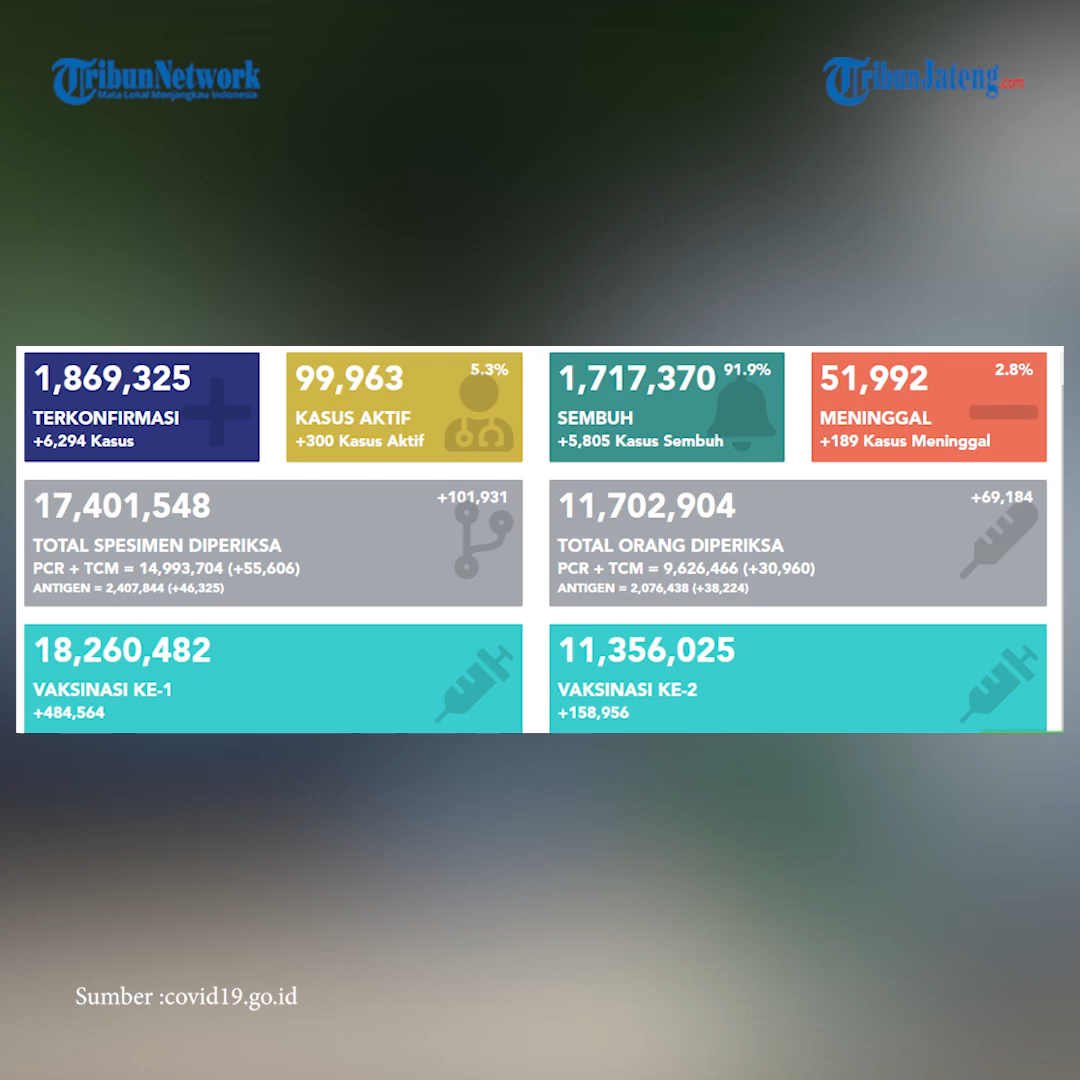 TribunNetwork
Mata Lokal Menjangkau Indonesia
TribunJateng.com
1,869,325
TERKONFIRMASI
+6,294 Kasus
99,963
5.3%
KASUS AKTIF
+300 Kasus Aktif
1,717,370
91.9%
SEMBUH
+5,805 Kasus Sembuh
51,992
2.8%
MENINGGAL
+189 Kasus Meninggal
17,401,548
+101,931
TOTAL SPESIMEN DIPERIKSA
PCR + TCM = 14,993,704 (+55,606)
ANTIGEN = 2,407,844 (+46,325)
11,702,904
+69,184
TOTAL ORANG DIPERIKSA
PCR + TCM = 9,626,466 (+30,960)
ANTIGEN = 2,076,438 (+38,224)
18,260,482
VAKSINASI KE-1
+484,564
11,356,025
VAKSINASI KE-2
+158,956
Sumber :covid19.go.id